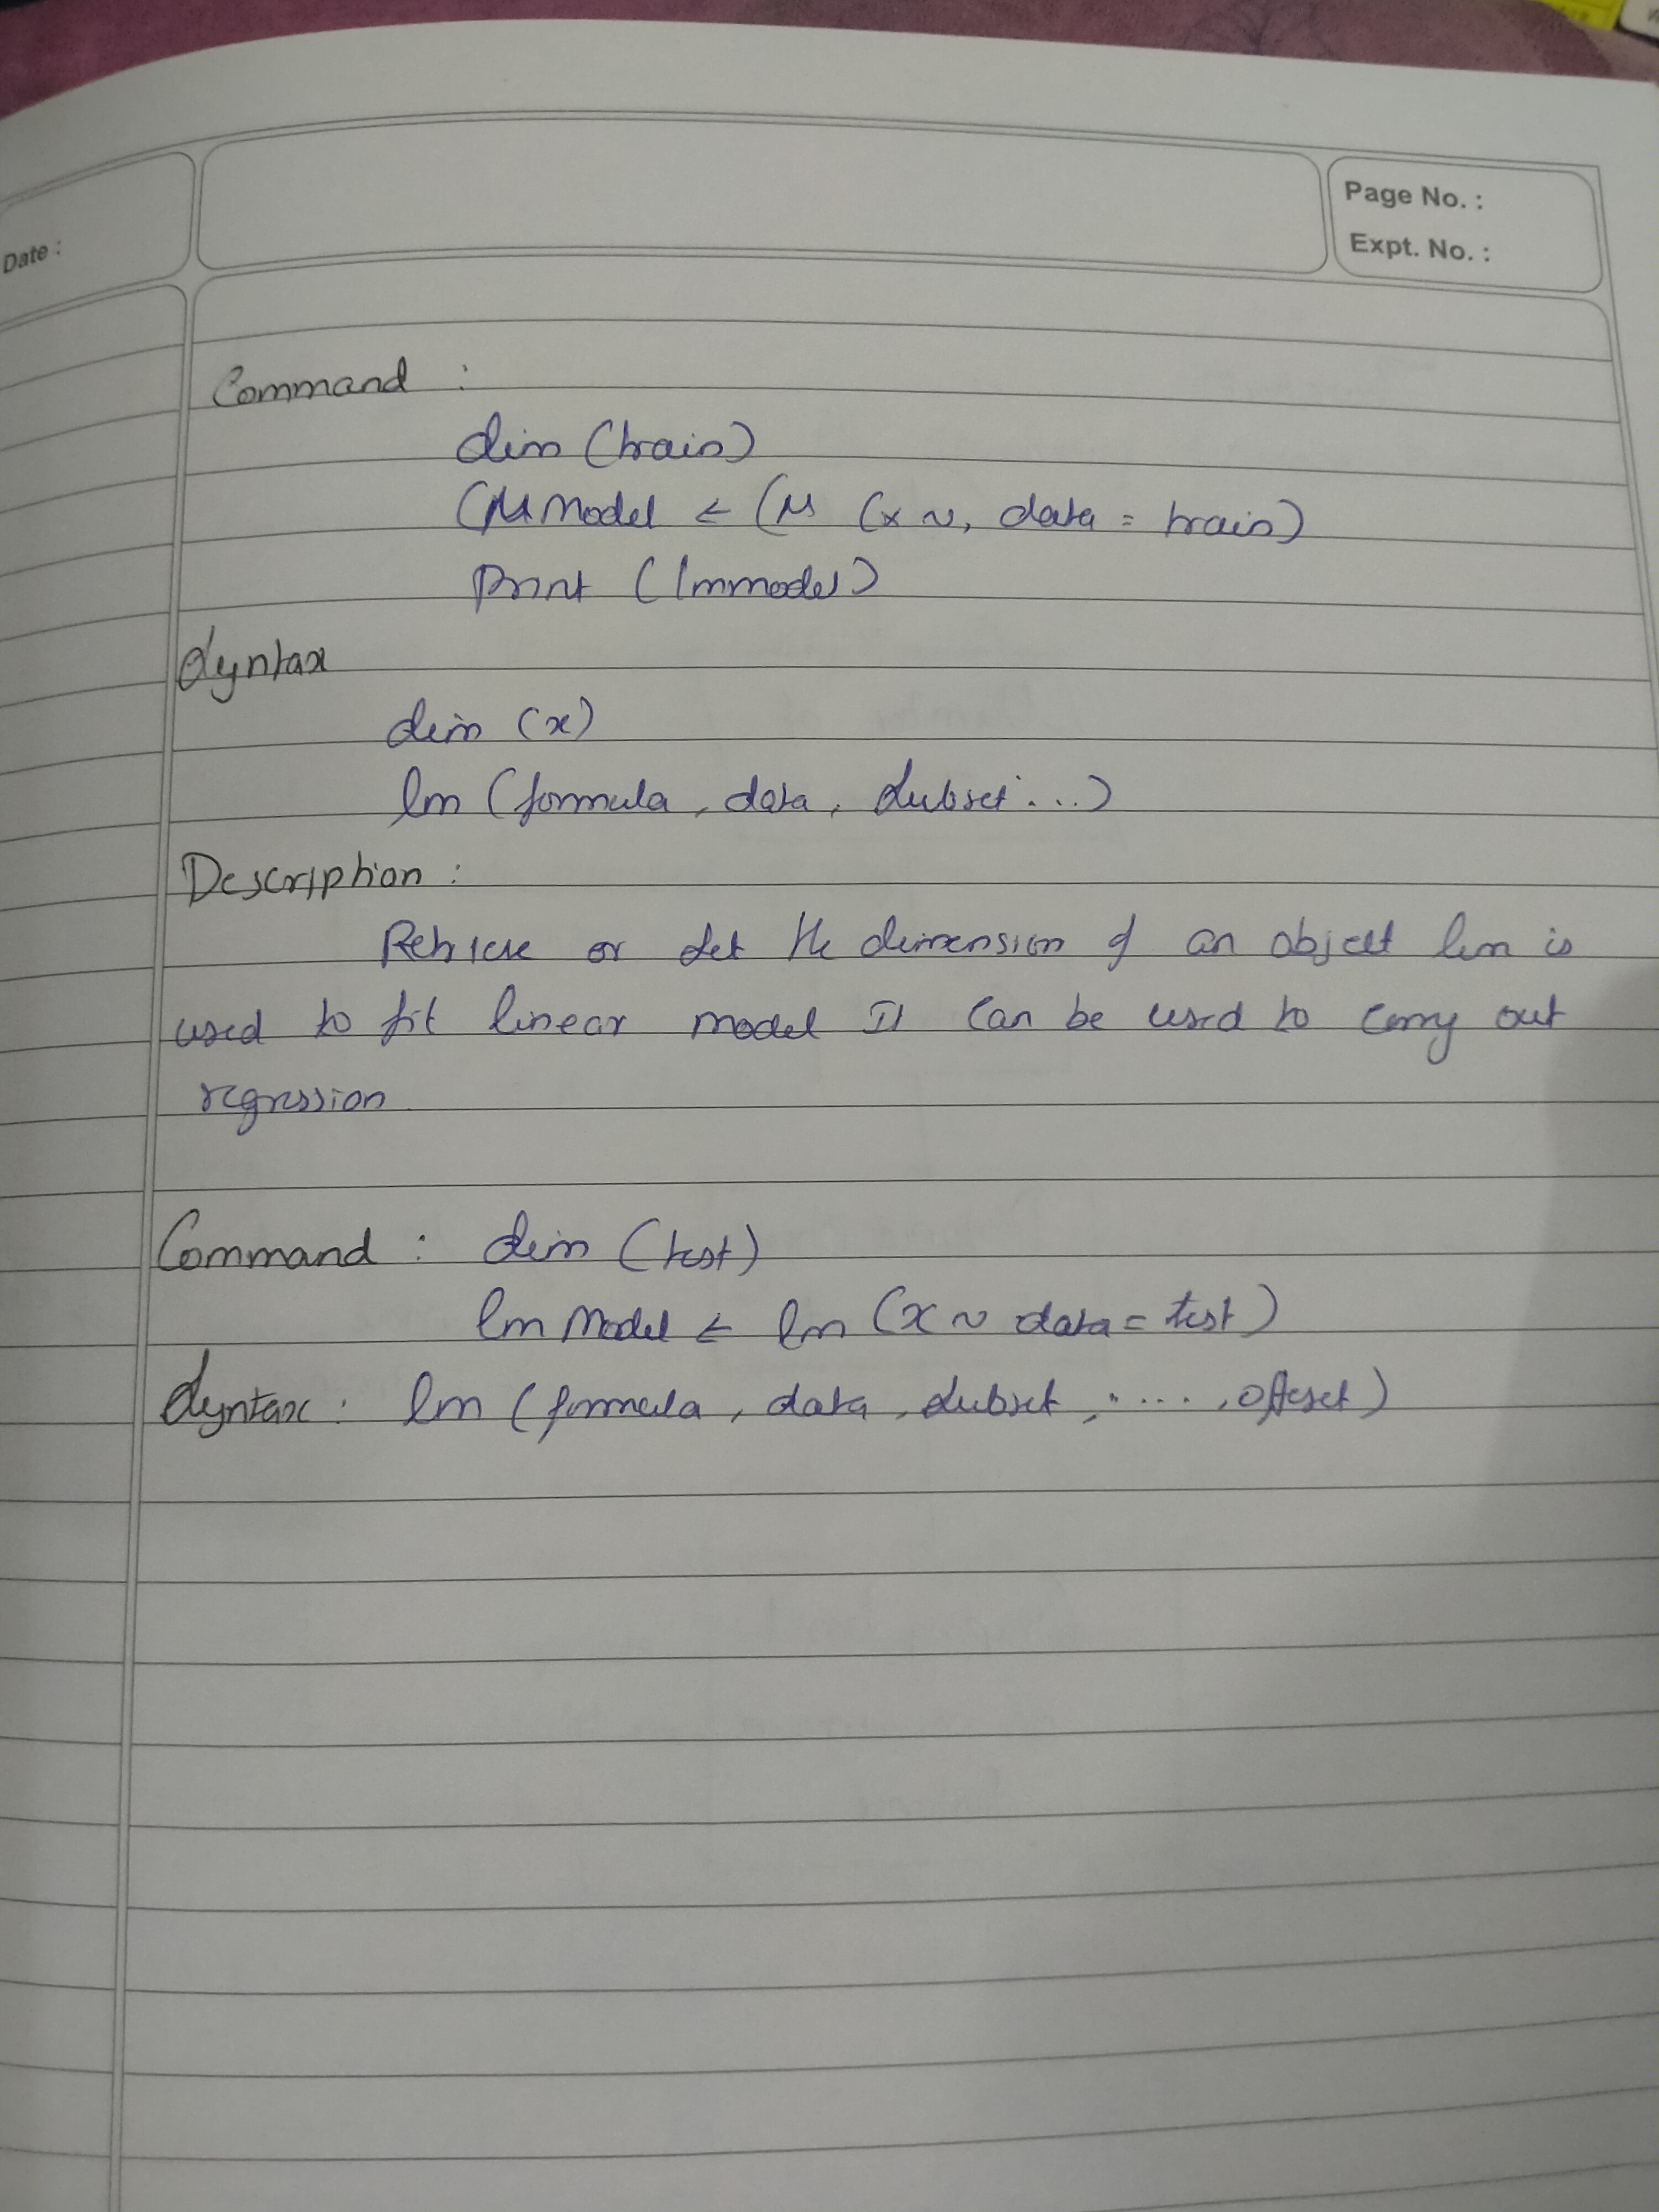 Date :
Page No. :
Expt. No. :
Command :
dim (train)
Model < (x ~, data = train)
Print (lmmodel)
Syntax
dim (x)
lm (formula, data, subset ...)
Description :
Retrieve or set the dimension of an object lm is
used to fit linear model It can be used to carry out
regression
Command : dim (test)
lm Model ← lm (x ~ data = test)
Syntax : lm (formula, data, subset, ...., offset)